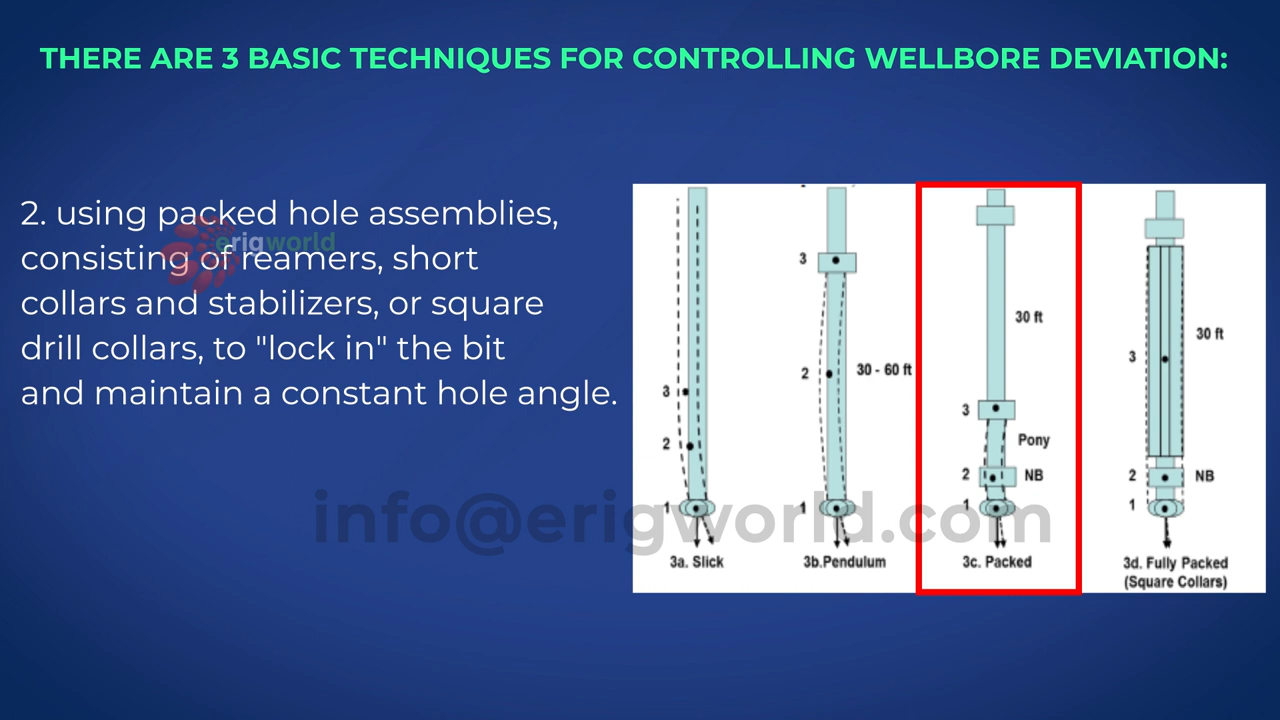 THERE ARE 3 BASIC TECHNIQUES FOR CONTROLLING WELLBORE DEVIATION:
2. using packed hole assemblies,
consisting of reamers, short
collars and stabilizers, or square
drill collars, to "lock in" the bit
and maintain a constant hole angle.
erigworld
3
2
1
3a. Slick
3
2
30 - 60 ft
1
3b.Pendulum
30 ft
3
Pony
2
NB
1
3c. Packed
30 ft
3
2
NB
1
3d. Fully Packed
(Square Collars)
info@erigworld.com